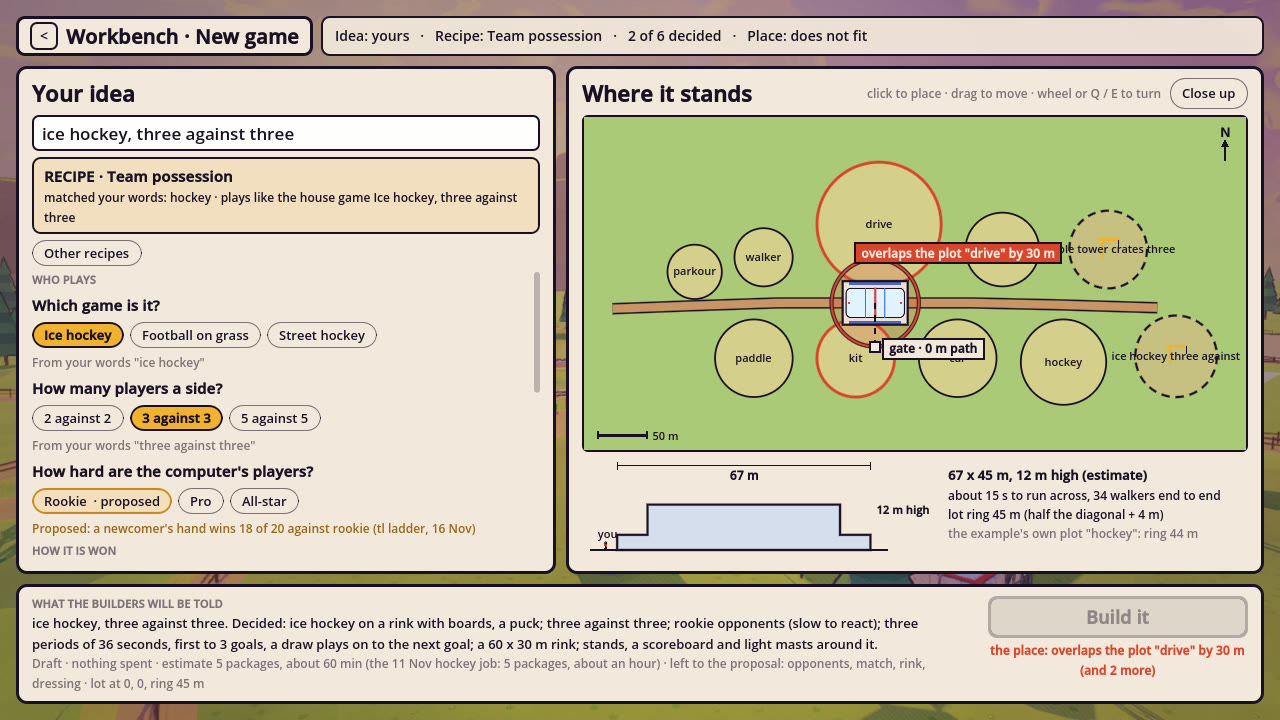 <
Workbench · New game
Idea: yours · Recipe: Team possession · 2 of 6 decided · Place: does not fit
Your idea
ice hockey, three against three
RECIPE · Team possession
matched your words: hockey · plays like the house game Ice hockey, three against
three
Other recipes
WHO PLAYS
Which game is it?
Ice hockey
Football on grass
Street hockey
From your words "ice hockey"
How many players a side?
2 against 2
3 against 3
5 against 5
From your words "three against three"
How hard are the computer's players?
Rookie · proposed
Pro
All-star
Proposed: a newcomer's hand wins 18 of 20 against rookie (tl ladder, 16 Nov)
HOW IT IS WON
Where it stands
click to place · drag to move · wheel or Q / E to turn
Close up
N
drive
parkour
walker
overlaps the plot "drive" by 30 m
tower crates three
paddle
kit
gate · 0 m path
hockey
ice hockey three against
50 m
67 m
12 m high
you
67 x 45 m, 12 m high (estimate)
about 15 s to run across, 34 walkers end to end
lot ring 45 m (half the diagonal + 4 m)
the example's own plot "hockey": ring 44 m
WHAT THE BUILDERS WILL BE TOLD
ice hockey, three against three. Decided: ice hockey on a rink with boards, a puck; three against three; rookie opponents (slow to react); three
periods of 36 seconds, first to 3 goals, a draw plays on to the next goal; a 60 x 30 m rink; stands, a scoreboard and light masts around it.
Draft · nothing spent · estimate 5 packages, about 60 min (the 11 Nov hockey job: 5 packages, about an hour) · left to the proposal: opponents, match, rink,
dressing · lot at 0, 0, ring 45 m
Build it
the place: overlaps the plot "drive" by 30 m
(and 2 more)